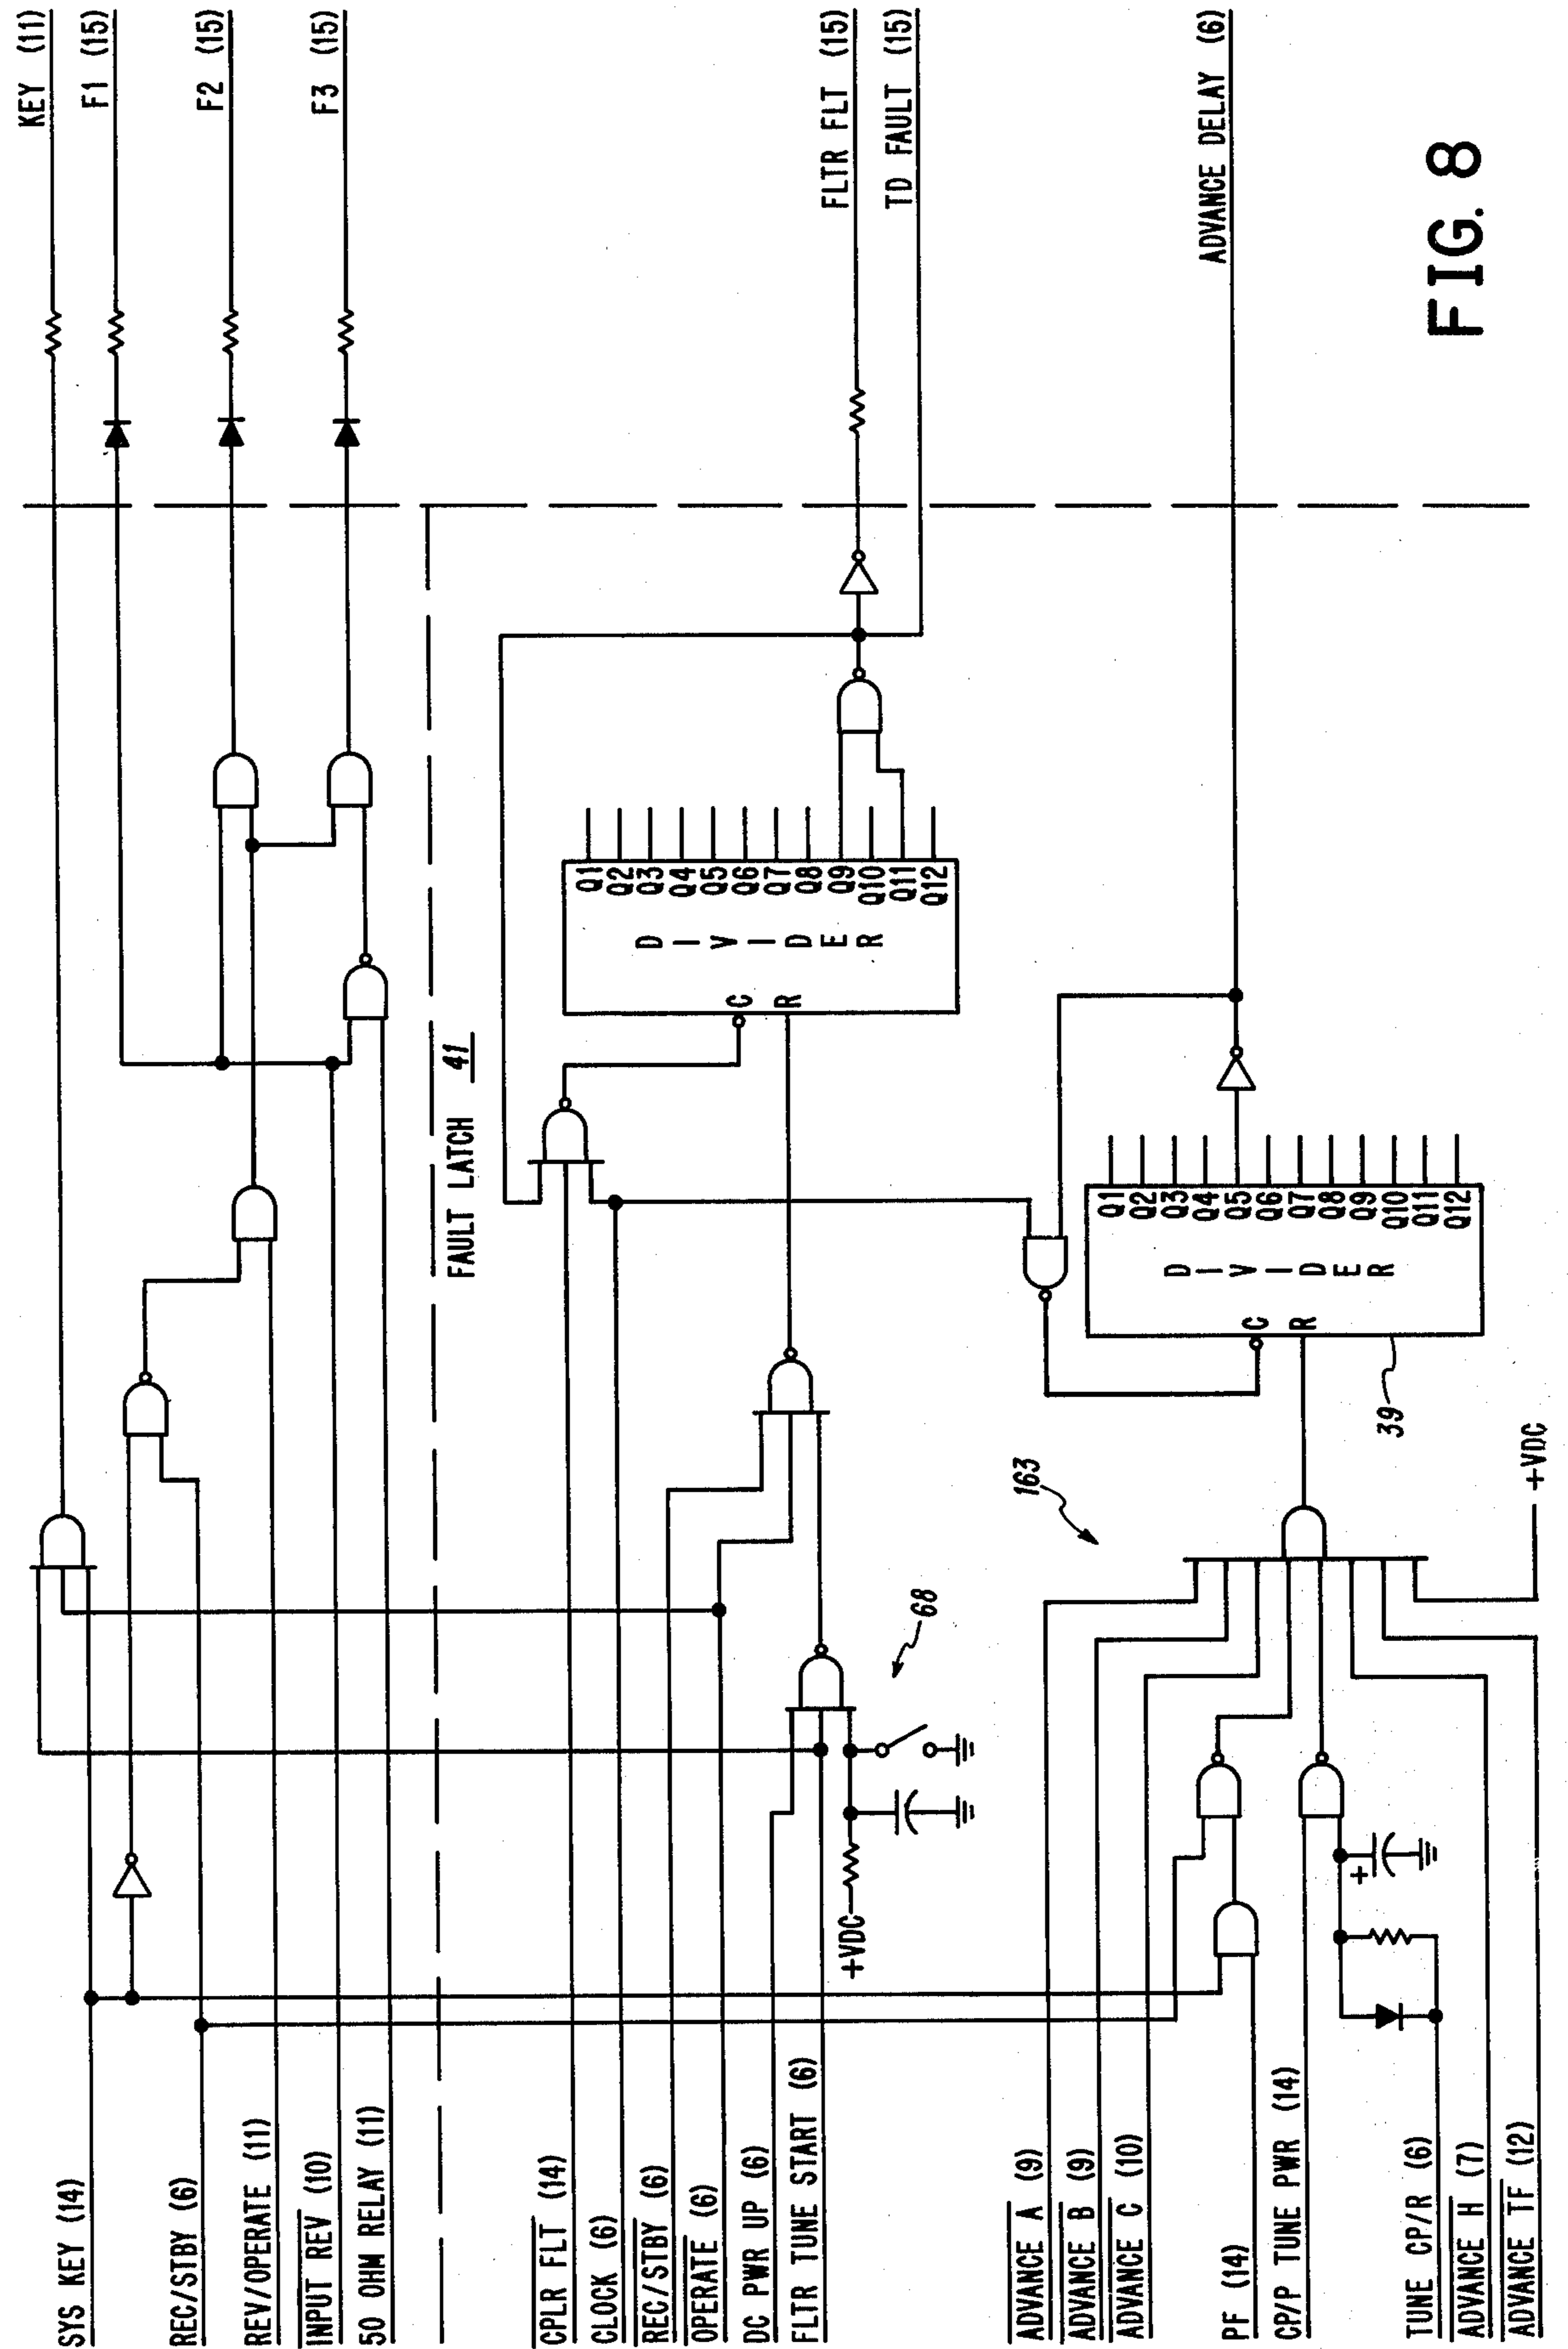 SYS KEY (14)
REC/STBY (6)
REV/OPERATE (11)
INPUT REV (10)
50 OHM RELAY (11)
KEY (11)
F1 (15)
F2 (15)
F3 (15)
FAULT LATCH 41
CPLR FLT (14)
CLOCK (6)
REC/STBY (6)
OPERATE (6)
DC PWR UP (6)
FLTR TUNE START (6)
+VDC
68
C
R
DIVIDER
Q1
Q2
Q3
Q4
Q5
Q6
Q7
Q8
Q9
Q10
Q11
Q12
FLTR FLT (15)
TD FAULT (15)
ADVANCE A (9)
ADVANCE B (9)
ADVANCE C (10)
PF (14)
CP/P TUNE PWR (14)
TUNE CP/R (6)
ADVANCE H (7)
ADVANCE TF (12)
+
163
+VDC
39
C
R
DIVIDER
Q1
Q2
Q3
Q4
Q5
Q6
Q7
Q8
Q9
Q10
Q11
Q12
ADVANCE DELAY (6)
FIG. 8